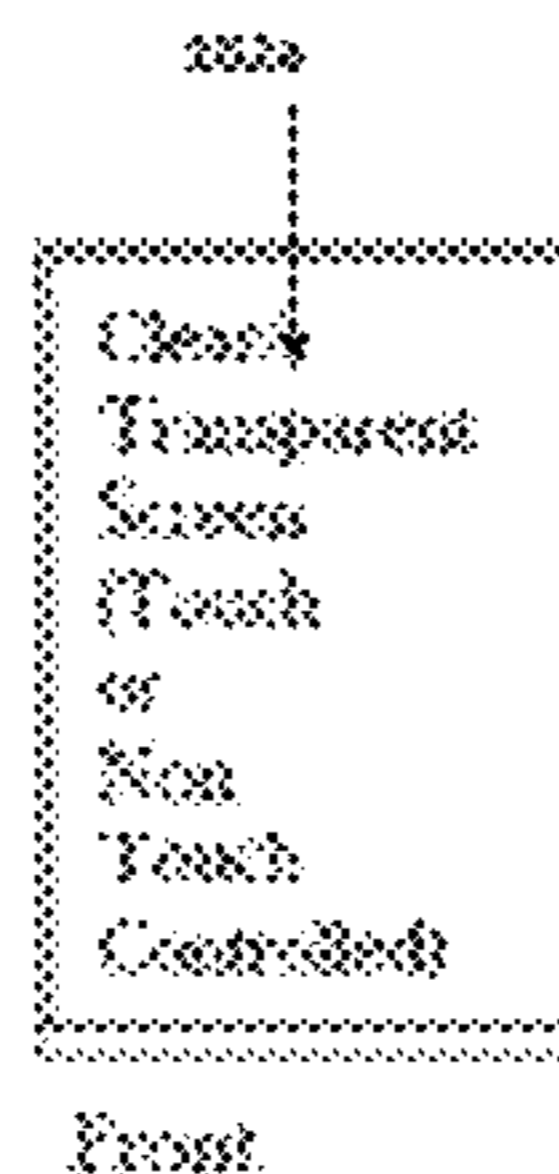 Clear
Transparent
Screen
(Touch
or
Non
Touch
Controlled)
Front